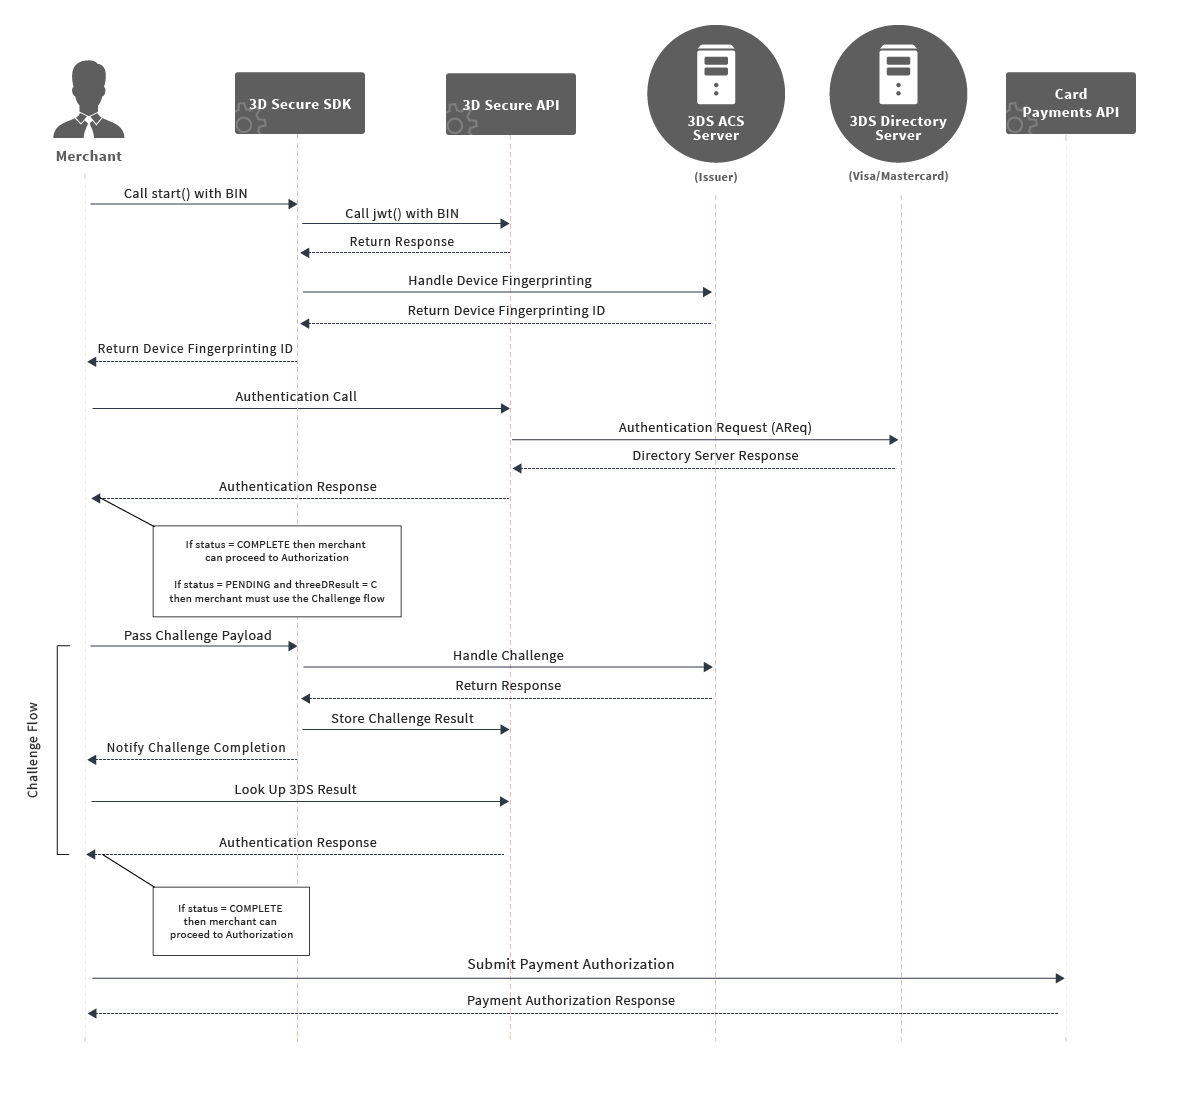 Merchant
3D Secure SDK
3D Secure API
3DS ACS
Server
(Issuer)
3DS Directory
Server
(Visa/Mastercard)
Card
Payments API
Call start() with BIN
Call jwt() with BIN
Return Response
Handle Device Fingerprinting
Return Device Fingerprinting ID
Return Device Fingerprinting ID
Authentication Call
Authentication Request (AReq)
Directory Server Response
Authentication Response
If status = COMPLETE then merchant
can proceed to Authorization
If status = PENDING and threeDResult = C
then merchant must use the Challenge flow
Challenge Flow
Pass Challenge Payload
Handle Challenge
Return Response
Store Challenge Result
Notify Challenge Completion
Look Up 3DS Result
Authentication Response
If status = COMPLETE
then merchant can
proceed to Authorization
Submit Payment Authorization
Payment Authorization Response